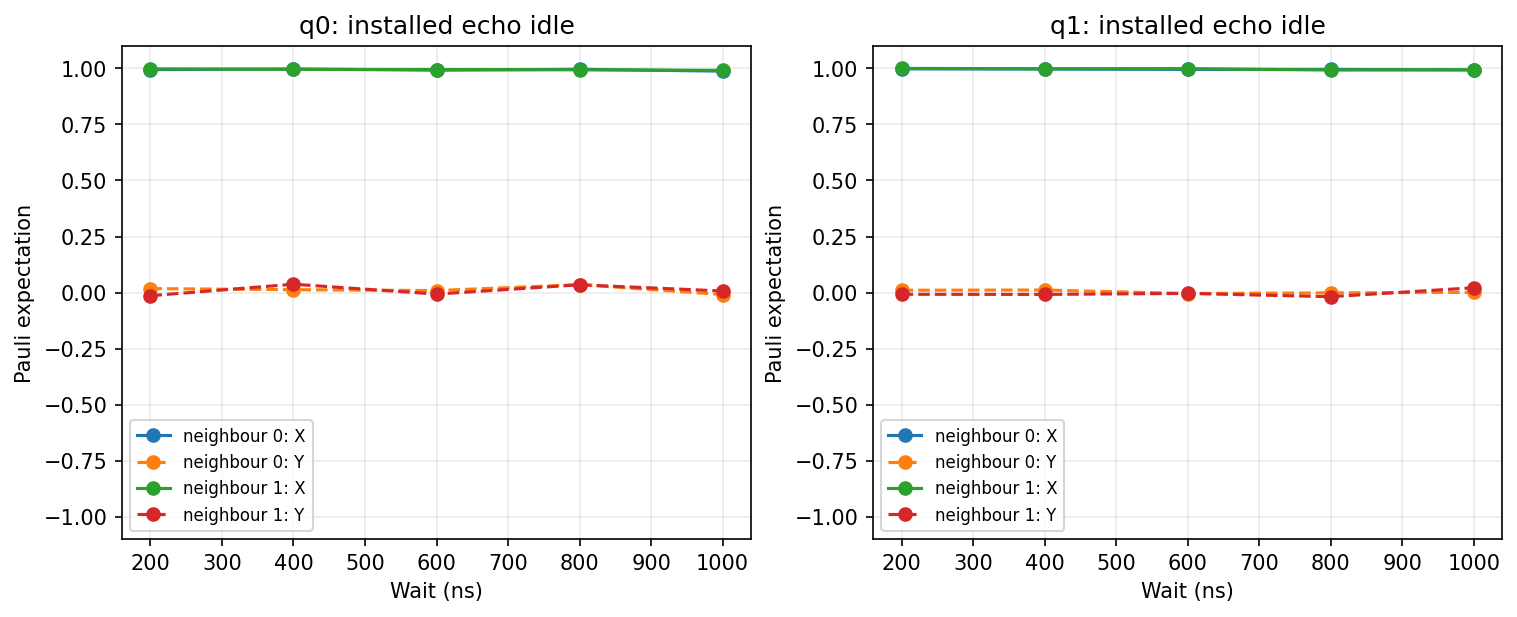 q0: installed echo idle
Pauli expectation
1.00
0.75
0.50
0.25
0.00
−0.25
−0.50
−0.75
−1.00
neighbour 0: X
neighbour 0: Y
neighbour 1: X
neighbour 1: Y
200 300 400 500 600 700 800 900 1000
Wait (ns)
q1: installed echo idle
Pauli expectation
1.00
0.75
0.50
0.25
0.00
−0.25
−0.50
−0.75
−1.00
neighbour 0: X
neighbour 0: Y
neighbour 1: X
neighbour 1: Y
200 300 400 500 600 700 800 900 1000
Wait (ns)